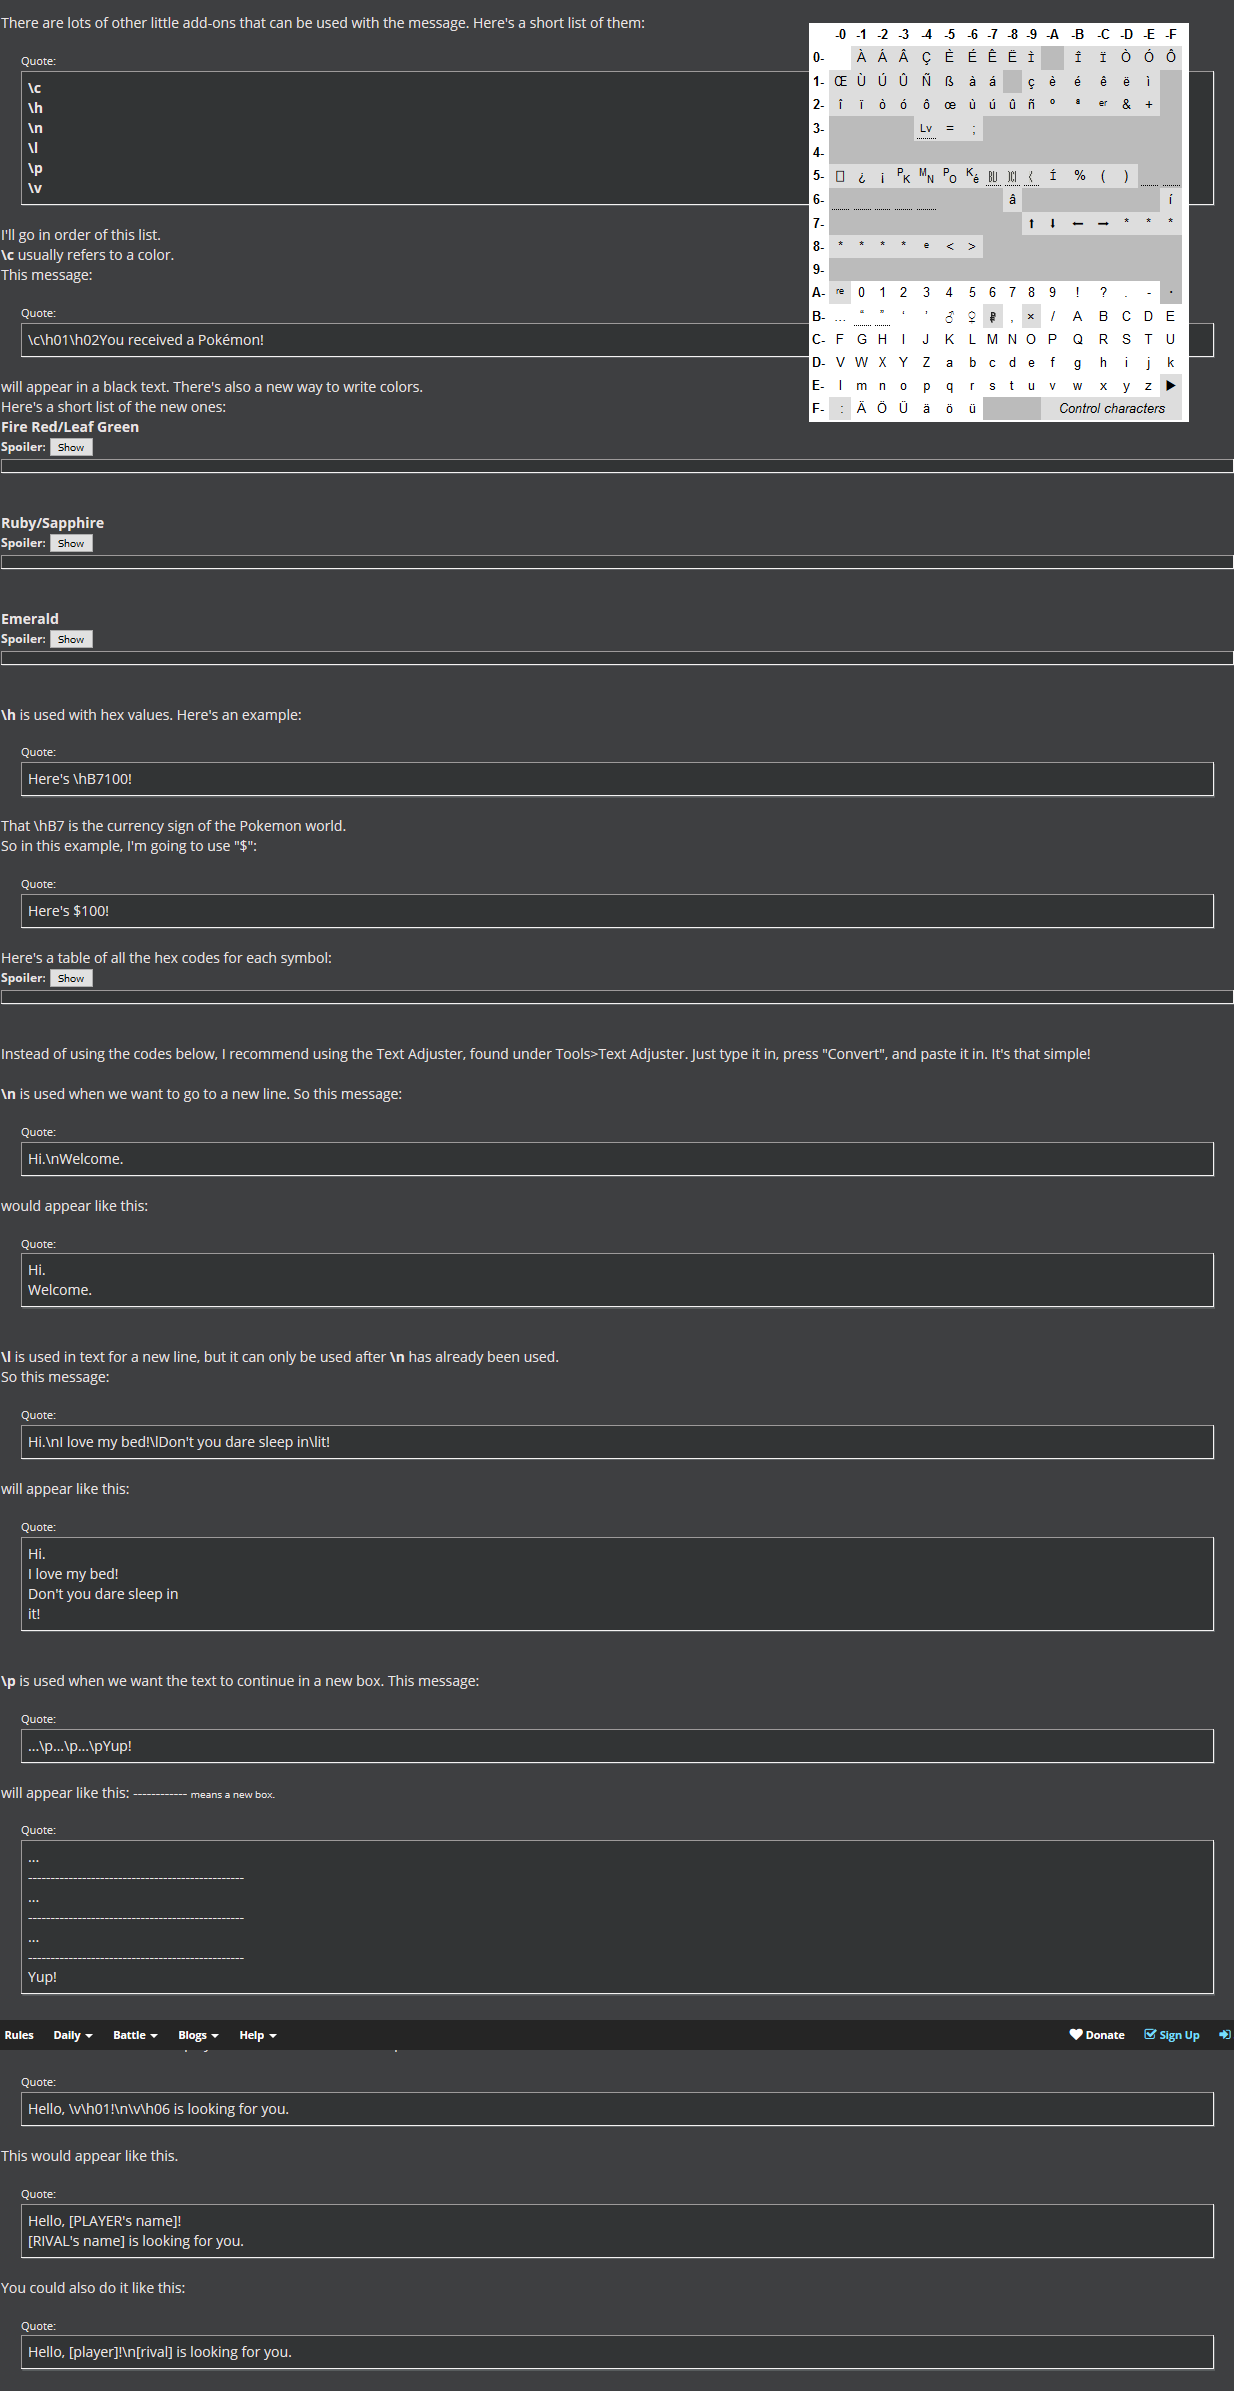 There are lots of other little add-ons that can be used with the message. Here's a short list of them:
Quote:
\c
\h
\n
\l
\p
\v
I'll go in order of this list.
\c usually refers to a color.
This message:
Quote:
\c\h01\h02You received a Pokémon!
will appear in a black text. There's also a new way to write colors.
Here's a short list of the new ones:
-0 -1 -2 -3 -4 -5 -6 -7 -8 -9 -A -B -C -D -E -F
0- À Á Â Ç È É Ê Ë Ì Î Ï Ò Ó Ô
1- Œ Ù Ú Û Ñ ß à á ç è é ê ë ì
2- î ï ò ó ô œ ù ú û ñ º ª er & +
3- Lv = ;
4-
5- ¿ ¡ PK MN PO Ké Í % ( )
6- â í
7- ⬆ ⬇ ⬅ ➡ * * *
8- * * * * e < >
9-
A- re 0 1 2 3 4 5 6 7 8 9 ! ? . - ·
B- … “ ” ‘ ’ ♂ ♀ , × / A B C D E
C- F G H I J K L M N O P Q R S T U
D- V W X Y Z a b c d e f g h i j k
E- l m n o p q r s t u v w x y z ▶
F- : Ä Ö Ü ä ö ü Control characters
Fire Red/Leaf Green
Spoiler: Show
Ruby/Sapphire
Spoiler: Show
Emerald
Spoiler: Show
\h is used with hex values. Here's an example:
Quote:
Here's \hB7100!
That \hB7 is the currency sign of the Pokemon world.
So in this example, I'm going to use "$":
Quote:
Here's $100!
Here's a table of all the hex codes for each symbol:
Spoiler: Show
Instead of using the codes below, I recommend using the Text Adjuster, found under Tools>Text Adjuster. Just type it in, press "Convert", and paste it in. It's that simple!
\n is used when we want to go to a new line. So this message:
Quote:
Hi.\nWelcome.
would appear like this:
Quote:
Hi.
Welcome.
\l is used in text for a new line, but it can only be used after \n has already been used.
So this message:
Quote:
Hi.\nI love my bed!\lDon't you dare sleep in\lit!
will appear like this:
Quote:
Hi.
I love my bed!
Don't you dare sleep in
it!
\p is used when we want the text to continue in a new box. This message:
Quote:
...\p...\p...\pYup!
will appear like this: ------------ means a new box.
Quote:
...
------------------------------------------------
...
------------------------------------------------
...
------------------------------------------------
Yup!
Rules Daily Battle Blogs Help Donate Sign Up
Quote:
Hello, \v\h01!\n\v\h06 is looking for you.
This would appear like this.
Quote:
Hello, [PLAYER's name]!
[RIVAL's name] is looking for you.
You could also do it like this:
Quote:
Hello, [player]!\n[rival] is looking for you.